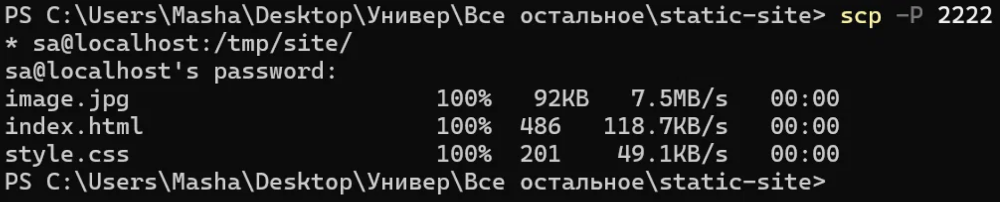 PS C:\Users\Masha\Desktop\Универ\Все остальное\static-site> scp -P 2222
* sa@localhost:/tmp/site/
sa@localhost's password:
image.jpg 100% 92KB 7.5MB/s 00:00
index.html 100% 486 118.7KB/s 00:00
style.css 100% 201 49.1KB/s 00:00
PS C:\Users\Masha\Desktop\Универ\Все остальное\static-site>